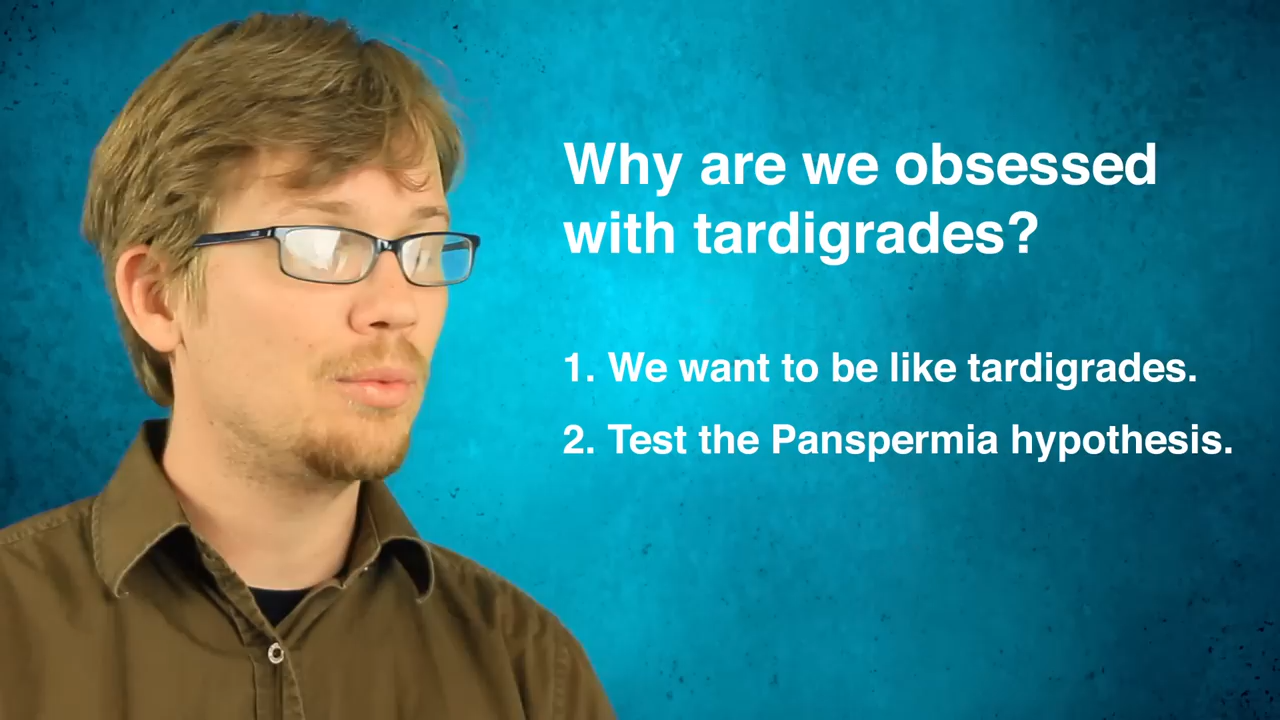 Why are we obsessed
with tardigrades?
1. We want to be like tardigrades.
2. Test the Panspermia hypothesis.